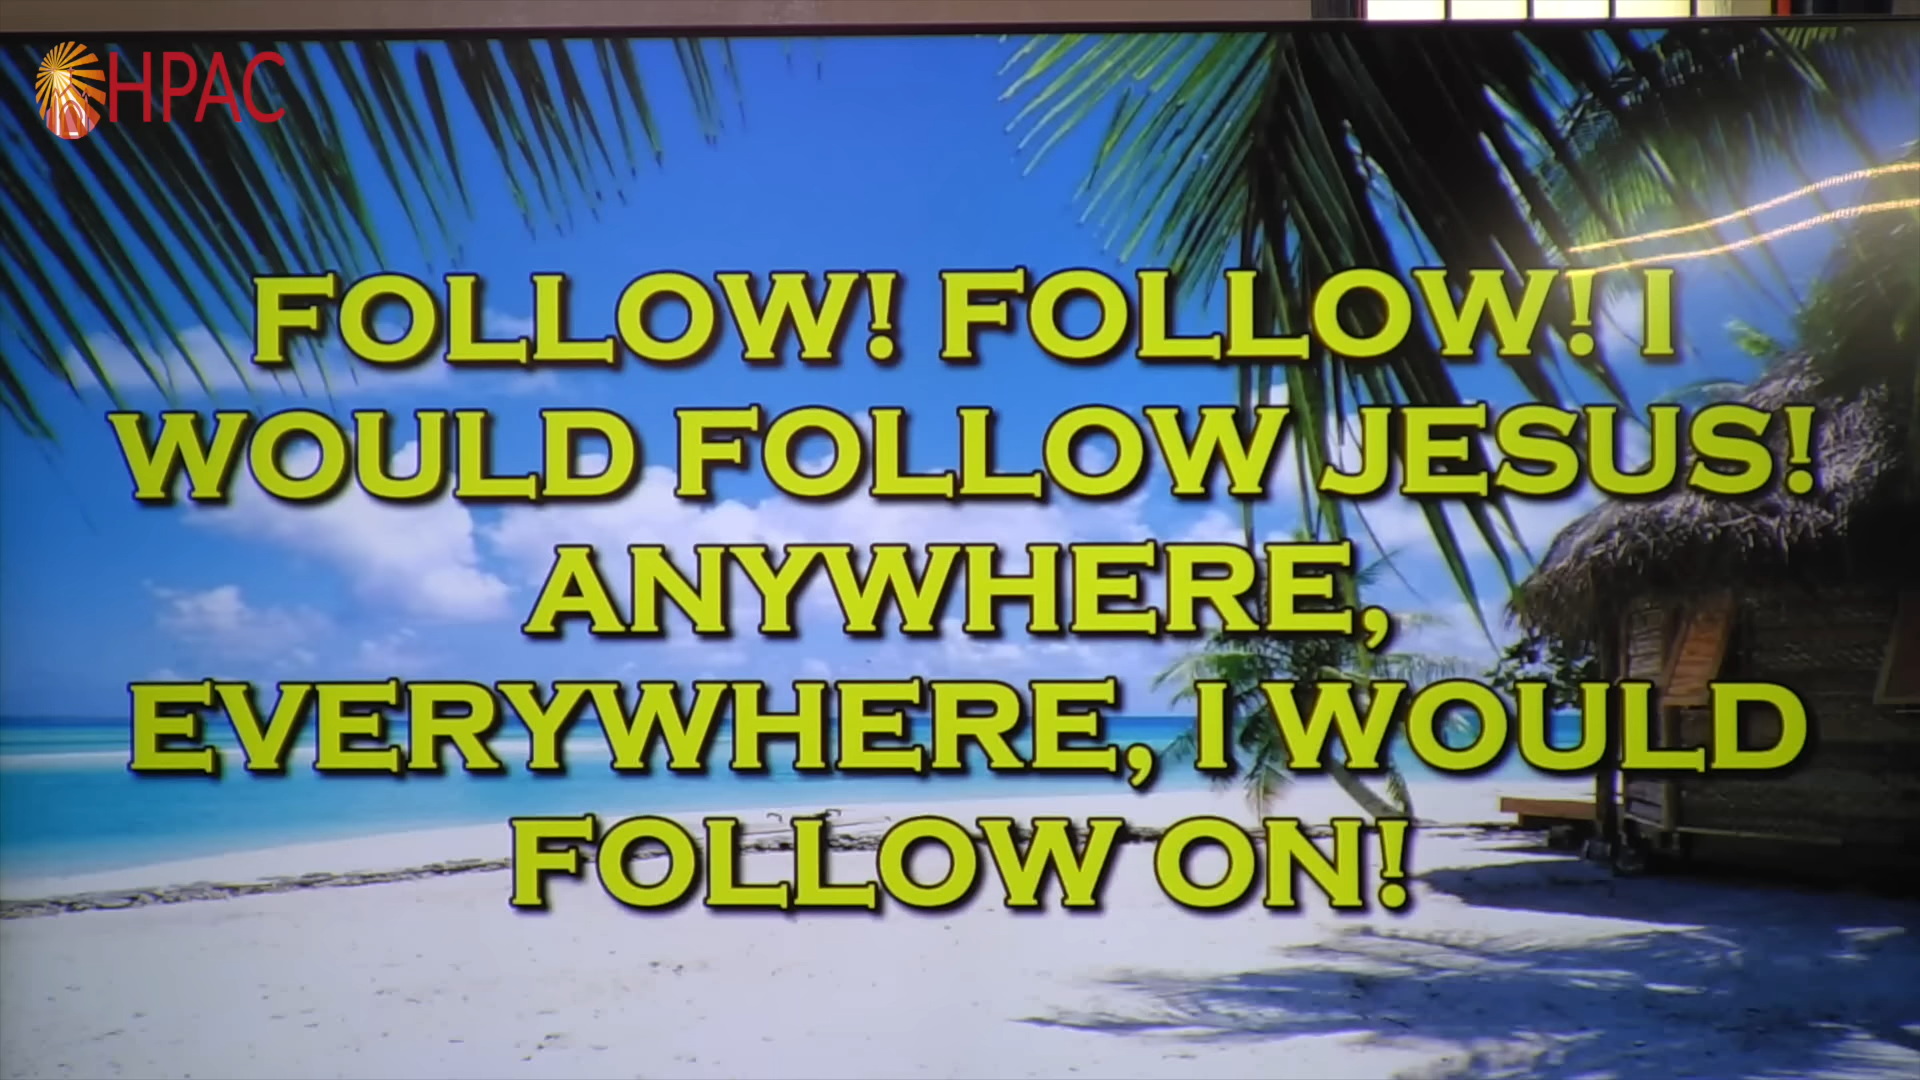 HPAC
FOLLOW! FOLLOW! I
WOULD FOLLOW JESUS!
ANYWHERE,
EVERYWHERE, I WOULD
FOLLOW ON!